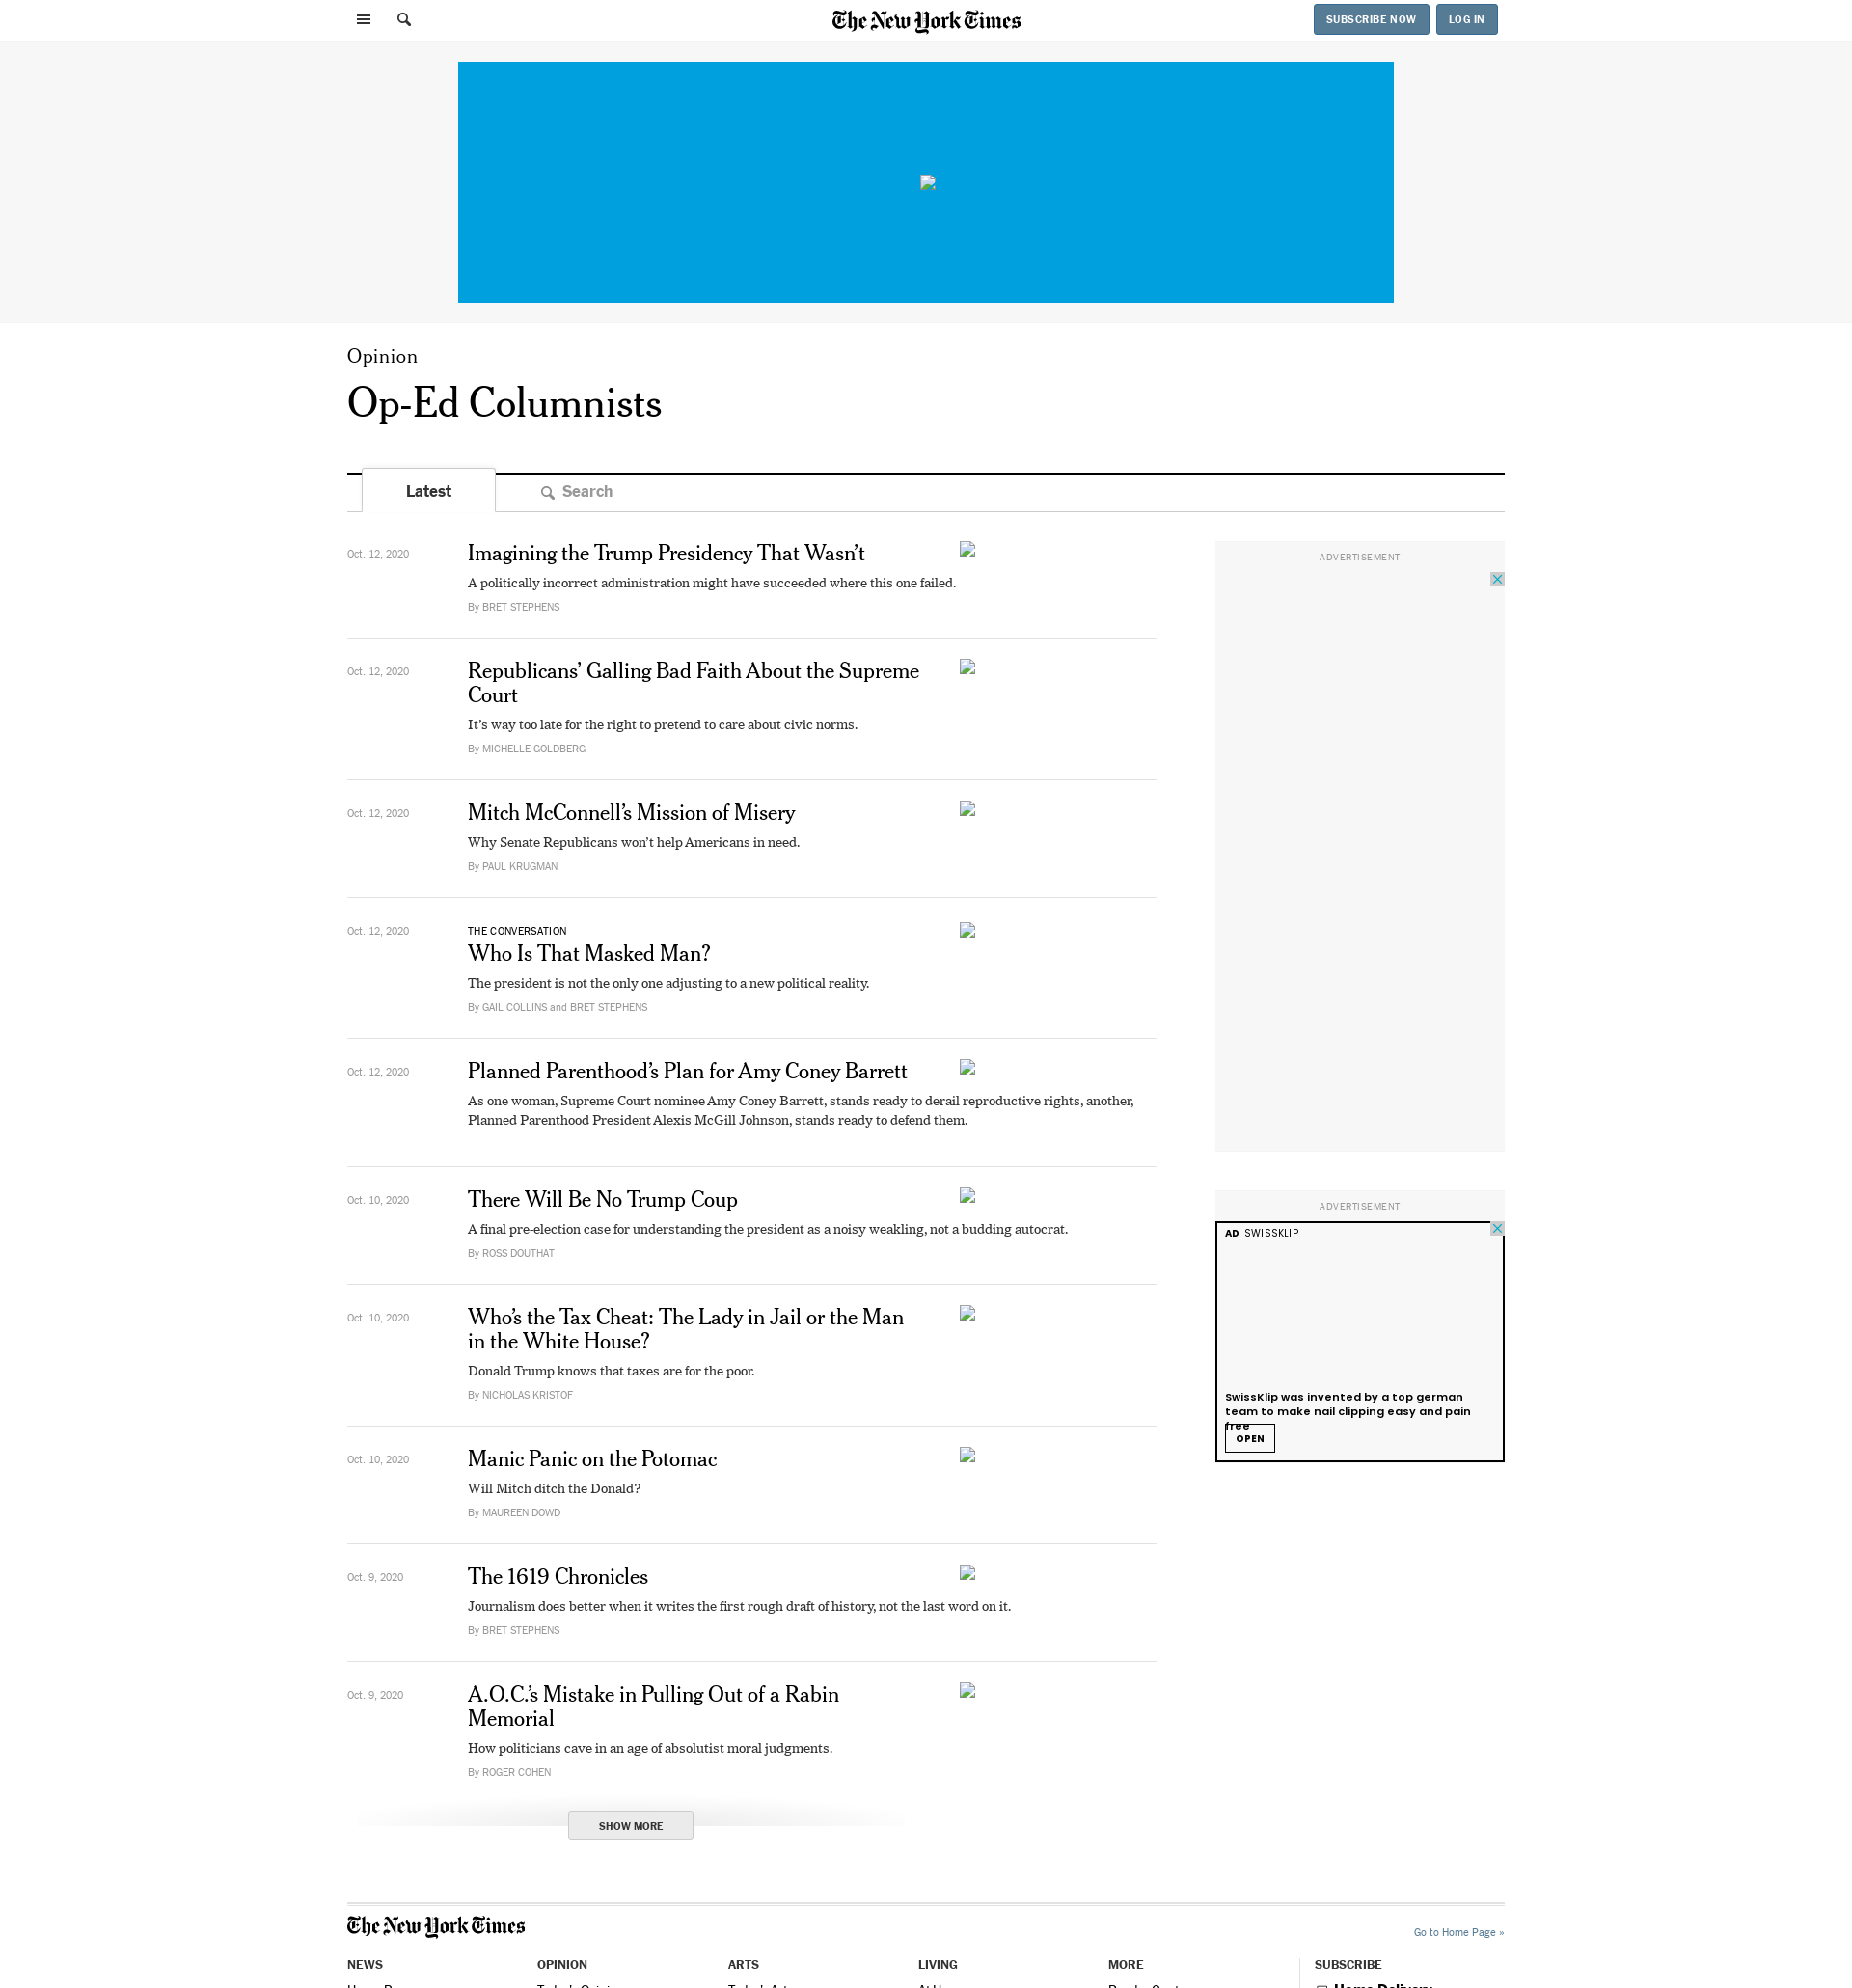 The New York Times
SUBSCRIBE NOW
LOG IN
Opinion
Op-Ed Columnists
Latest
Search
Oct. 12, 2020
Imagining the Trump Presidency That Wasn’t
A politically incorrect administration might have succeeded where this one failed.
By BRET STEPHENS
Oct. 12, 2020
Republicans’ Galling Bad Faith About the Supreme
Court
It’s way too late for the right to pretend to care about civic norms.
By MICHELLE GOLDBERG
Oct. 12, 2020
Mitch McConnell’s Mission of Misery
Why Senate Republicans won’t help Americans in need.
By PAUL KRUGMAN
Oct. 12, 2020
THE CONVERSATION
Who Is That Masked Man?
The president is not the only one adjusting to a new political reality.
By GAIL COLLINS and BRET STEPHENS
Oct. 12, 2020
Planned Parenthood’s Plan for Amy Coney Barrett
As one woman, Supreme Court nominee Amy Coney Barrett, stands ready to derail reproductive rights, another,
Planned Parenthood President Alexis McGill Johnson, stands ready to defend them.
Oct. 10, 2020
There Will Be No Trump Coup
A final pre-election case for understanding the president as a noisy weakling, not a budding autocrat.
By ROSS DOUTHAT
Oct. 10, 2020
Who’s the Tax Cheat: The Lady in Jail or the Man
in the White House?
Donald Trump knows that taxes are for the poor.
By NICHOLAS KRISTOF
Oct. 10, 2020
Manic Panic on the Potomac
Will Mitch ditch the Donald?
By MAUREEN DOWD
Oct. 9, 2020
The 1619 Chronicles
Journalism does better when it writes the first rough draft of history, not the last word on it.
By BRET STEPHENS
Oct. 9, 2020
A.O.C.’s Mistake in Pulling Out of a Rabin
Memorial
How politicians cave in an age of absolutist moral judgments.
By ROGER COHEN
SHOW MORE
ADVERTISEMENT
ADVERTISEMENT
AD SWISSKLIP
SwissKlip was invented by a top german
team to make nail clipping easy and pain
free
OPEN
The New York Times
Go to Home Page »
NEWS
OPINION
ARTS
LIVING
MORE
SUBSCRIBE
Home Delivery